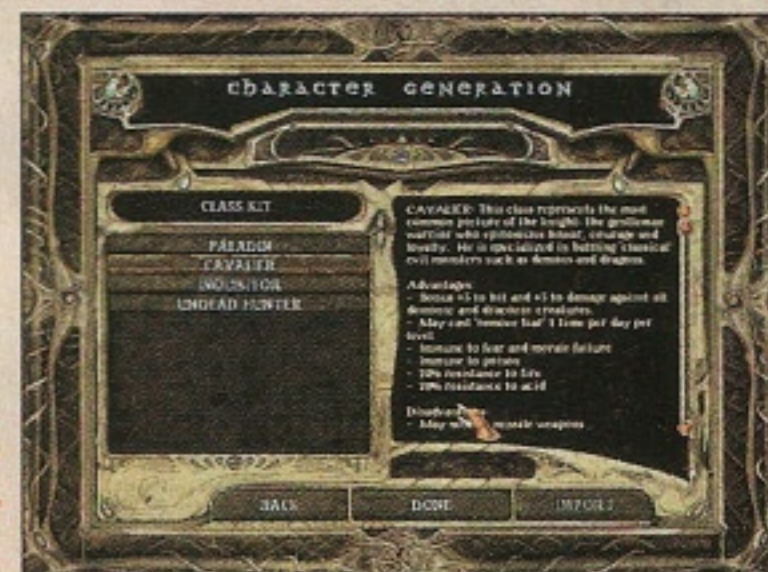 CHARACTER GENERATION
CLASS KIT
PALADIN
CAVALIER
INQUISITOR
UNDEAD HUNTER
CAVALIER: This class represents the most
common picture of the knight: the gentleman
warrior who epitomizes honor, courage and
loyalty. He is specialized in battling 'classical'
evil monsters such as demons and dragons.
Advantages
- Bonus +3 to hit and +3 to damage against all
demonic and draconic creatures.
- May cast 'remove fear' 1 time per day per
level
- Immune to fear and morale failure
- Immune to poison
- 20% resistance to fire
- 20% resistance to acid
- May missile weapons
BACK
DONE
IMPORT